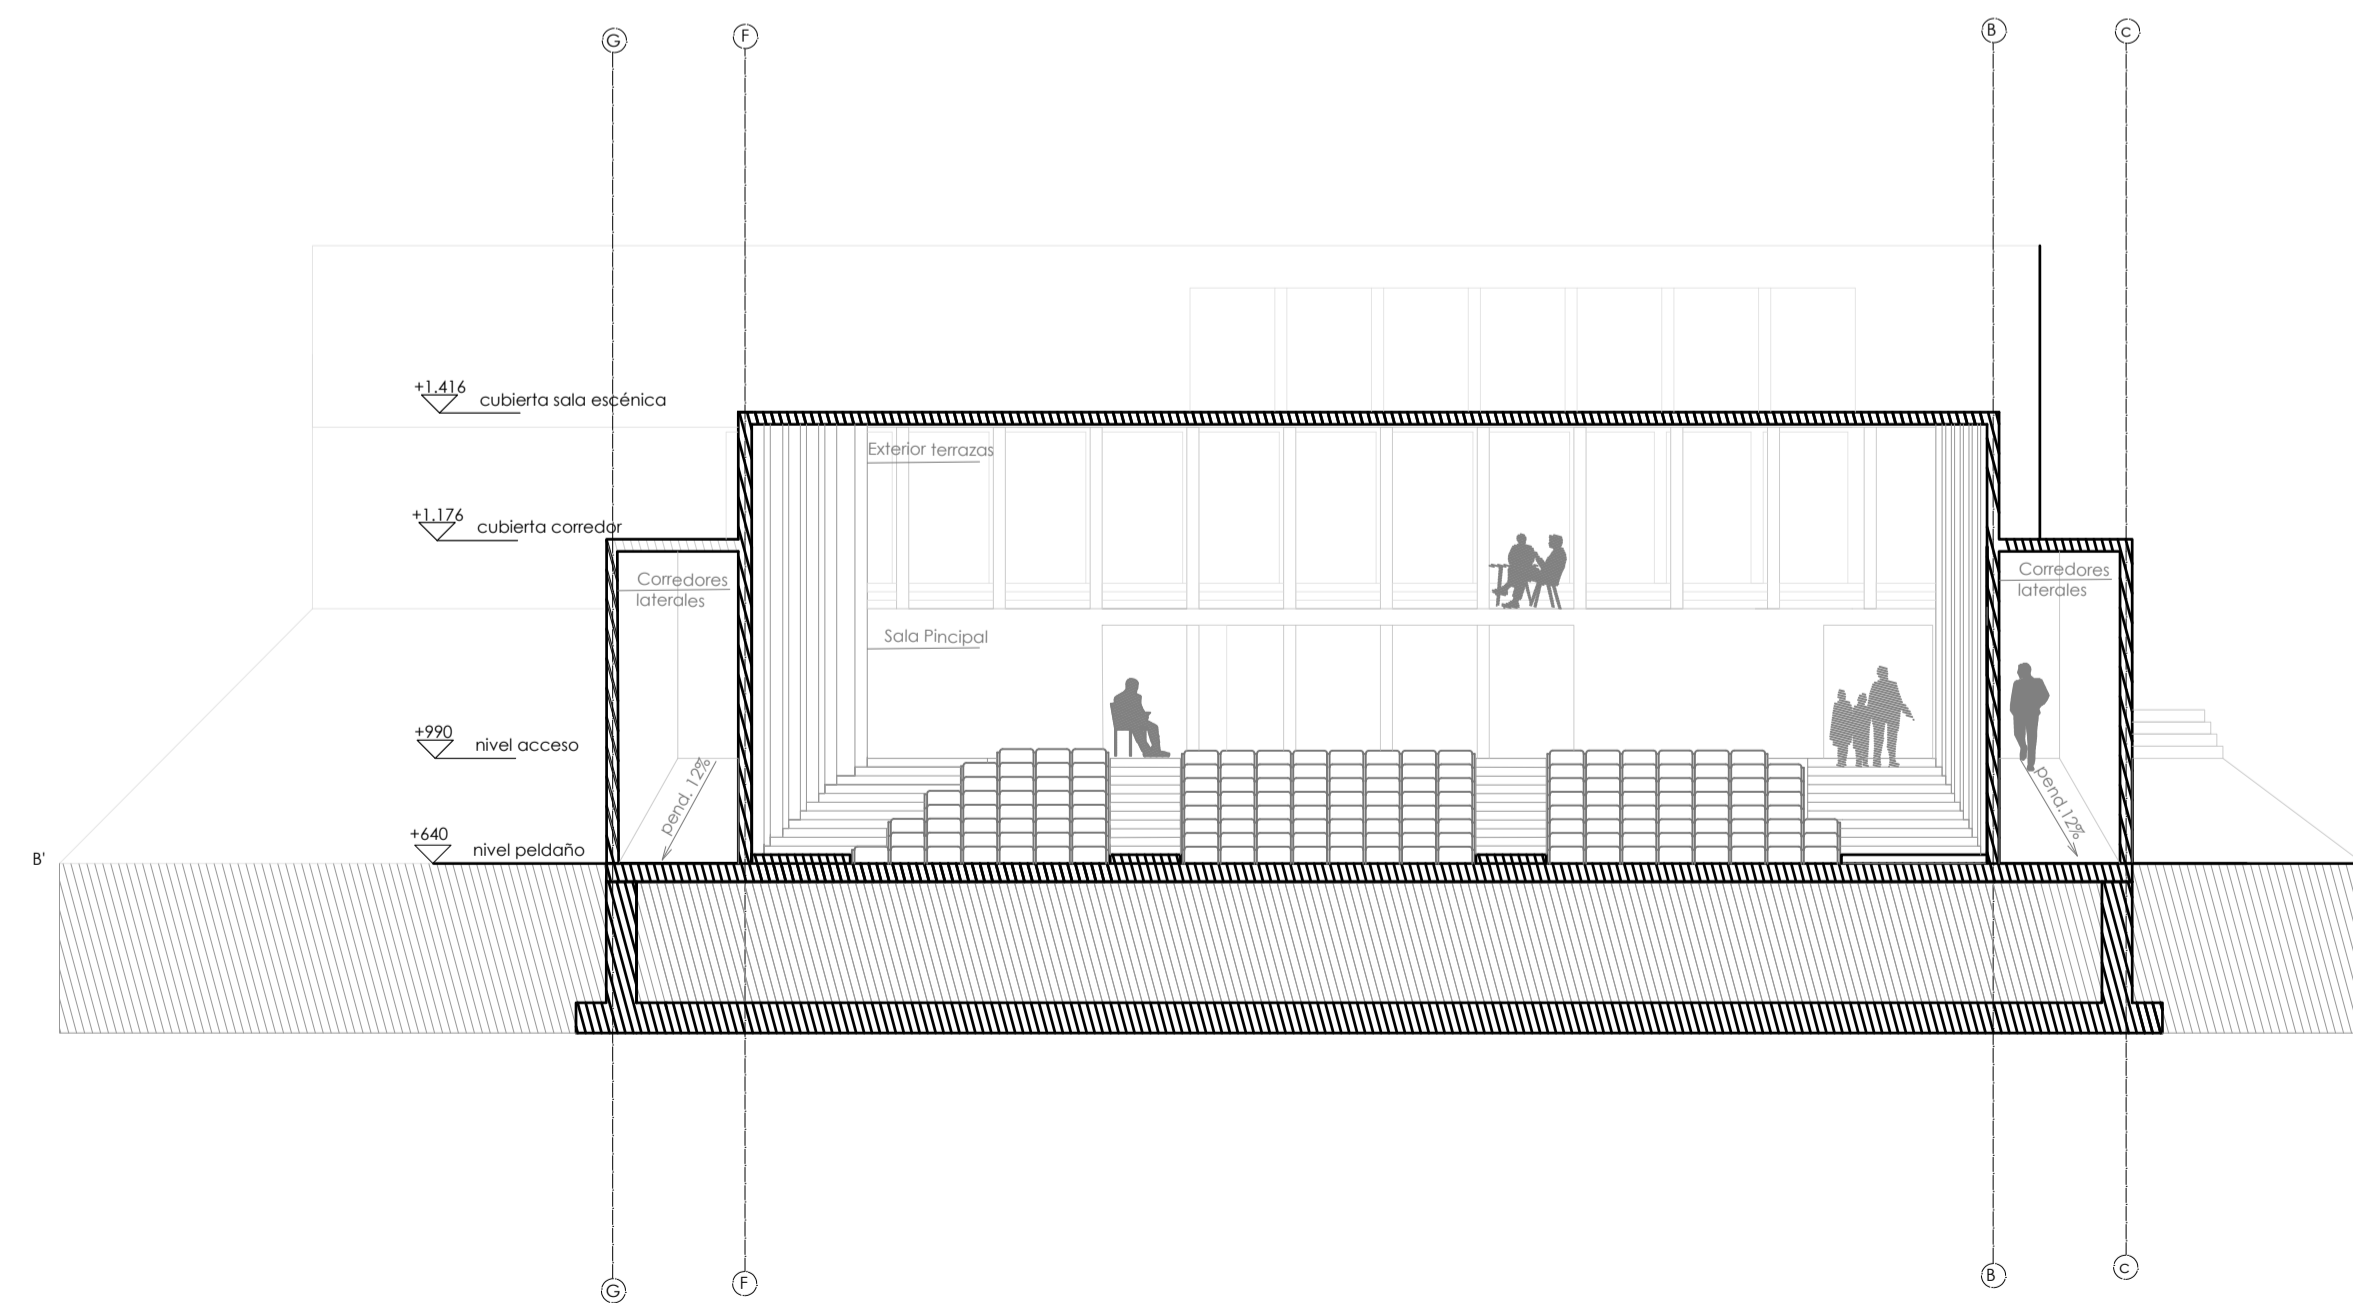 G
F
B
c
+1.416
cubierta sala escénica
Exterior terrazas
+1.176
cubierta corredor
Corredores
laterales
Corredores
laterales
Sala Pincipal
+990
nivel acceso
pend. 12%
pend.12%
+640
nivel peldaño
B'
G
F
B
c